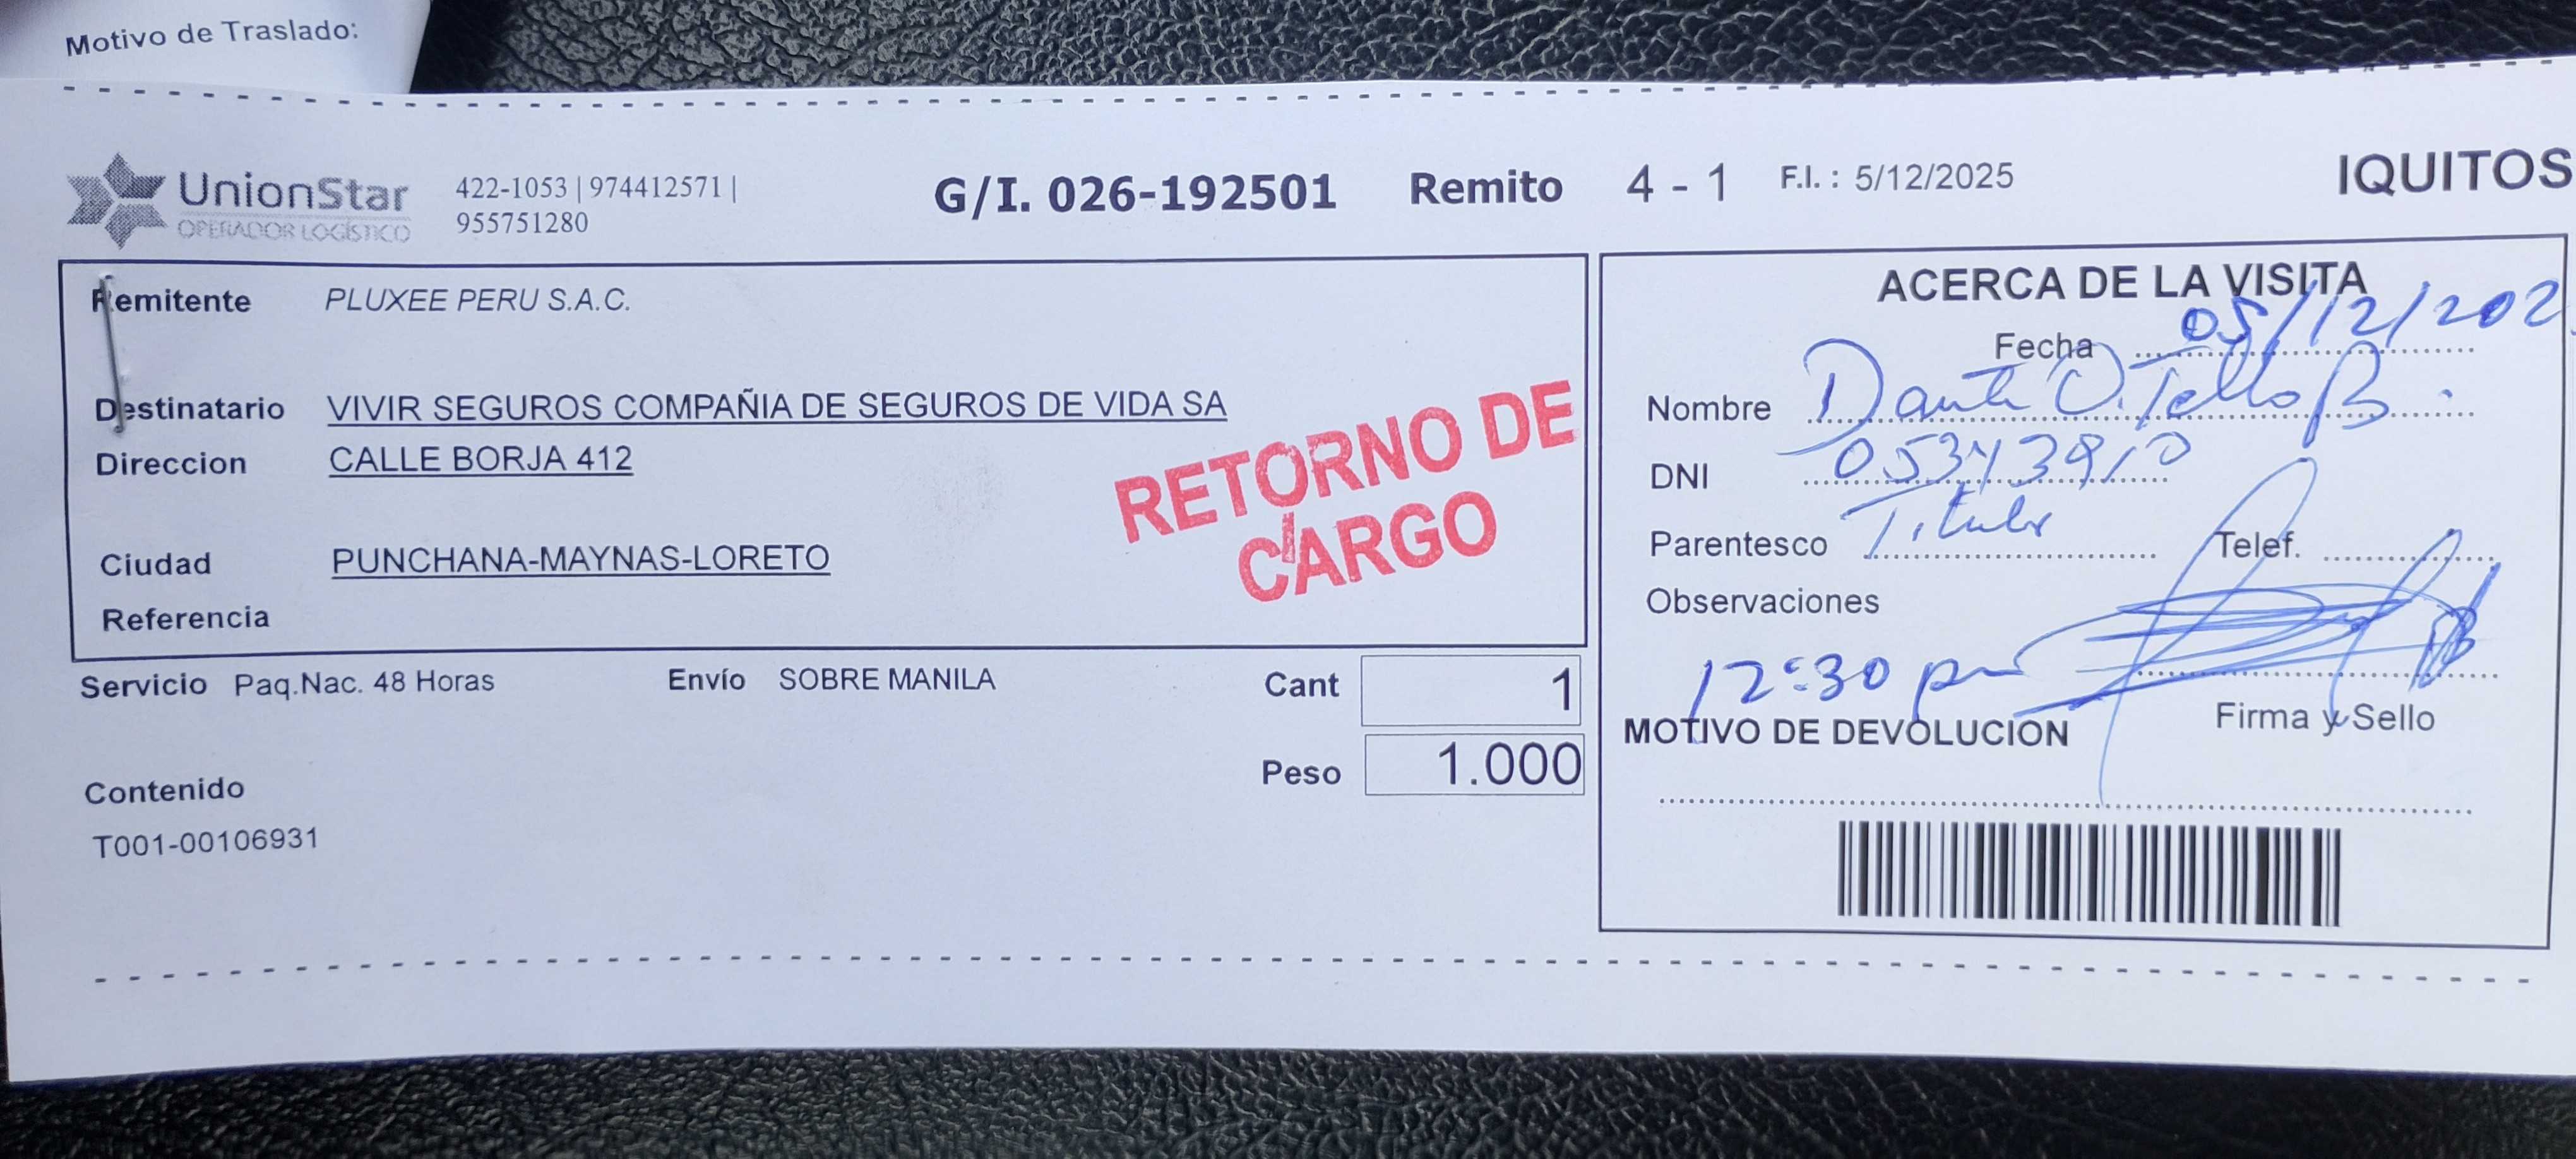 Motivo de Traslado:
UnionStar
OPERADOR LOGÍSTICO
422-1053 | 974412571 |
955751280
G/I. 026-192501 Remito 4 - 1 F.I. : 5/12/2025 IQUITOS
Remitente PLUXEE PERU S.A.C.
Destinatario VIVIR SEGUROS COMPAÑIA DE SEGUROS DE VIDA SA
Direccion CALLE BORJA 412
Ciudad PUNCHANA-MAYNAS-LORETO
Referencia
RETORNO DE
CARGO
Servicio Paq.Nac. 48 Horas Envío SOBRE MANILA Cant 1
Peso 1.000
Contenido
T001-00106931
ACERCA DE LA VISITA
Fecha 05/12/202
Nombre Dante O. Tello B.
DNI 05343910
Parentesco Titular Telef.
Observaciones
12:30 pm
Firma y Sello
MOTIVO DE DEVOLUCION